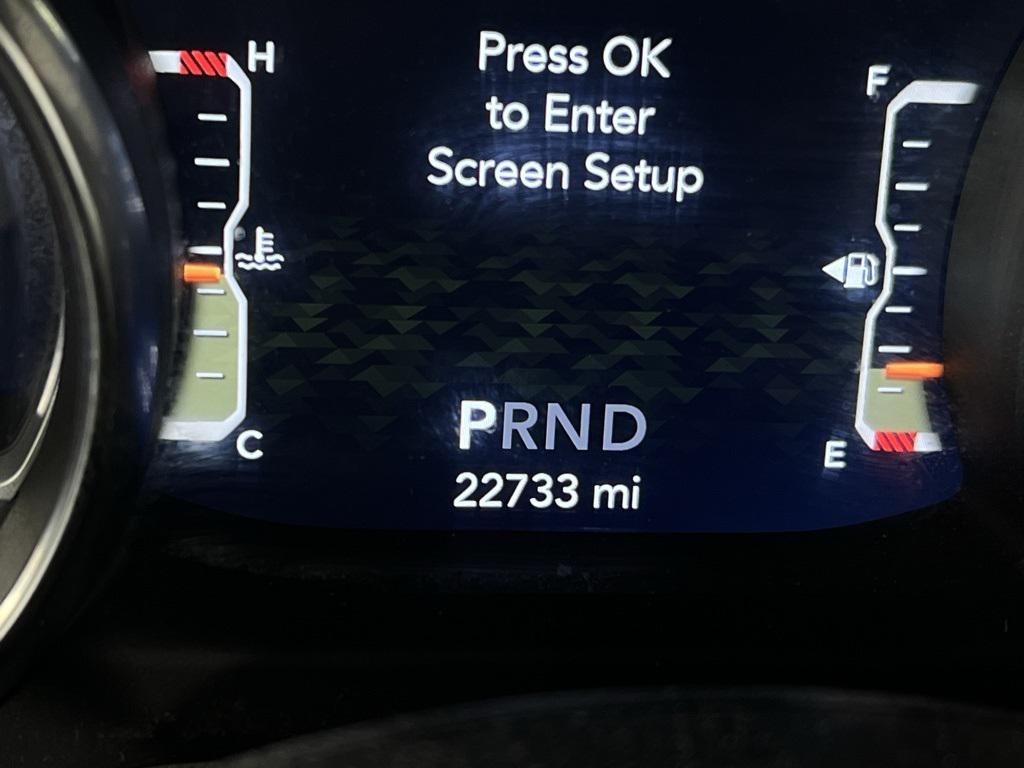 H
Press OK
to Enter
Screen Setup
F
PRND
C
E
22733 mi